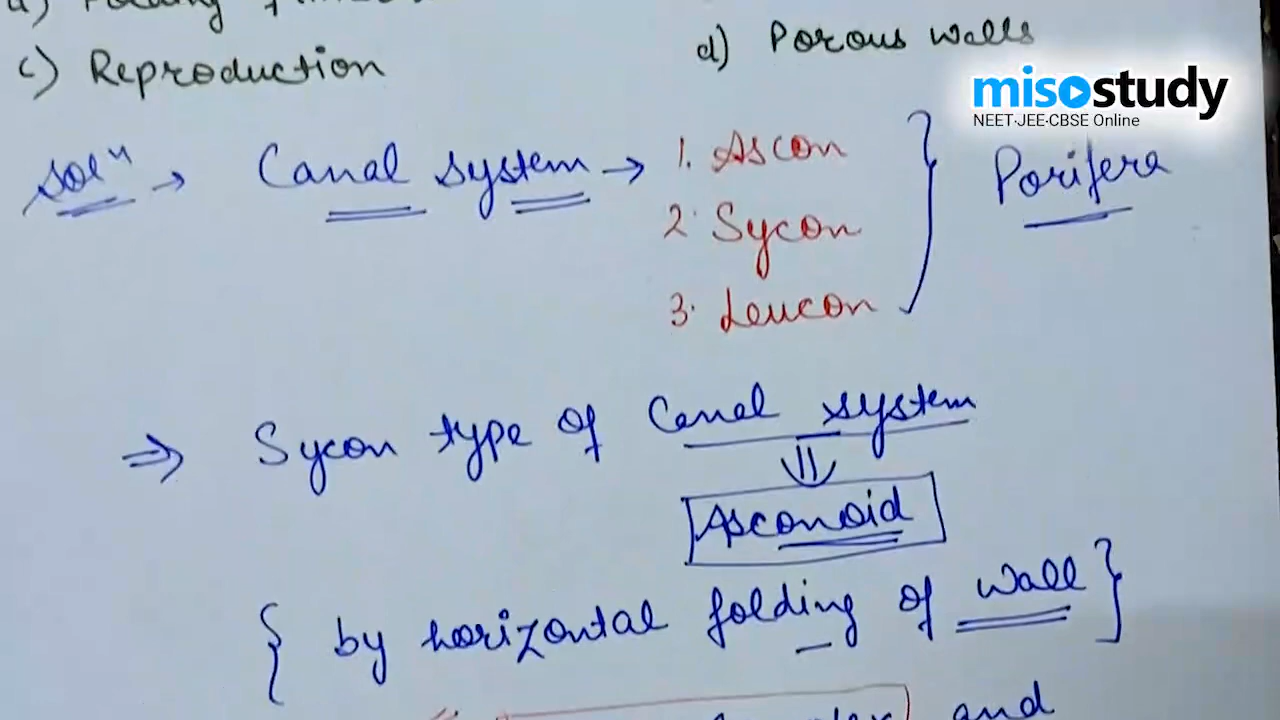 a) Folding
c) Reproduction
d) Porous walls
misostudy
NEET-JEE-CBSE Online
Solⁿ → Canal system → 1. Ascon
2. Sycon
3. Leucon
Porifera
⇒ Sycon type of Canal system
Asconoid
{ by horizontal folding of wall }
and